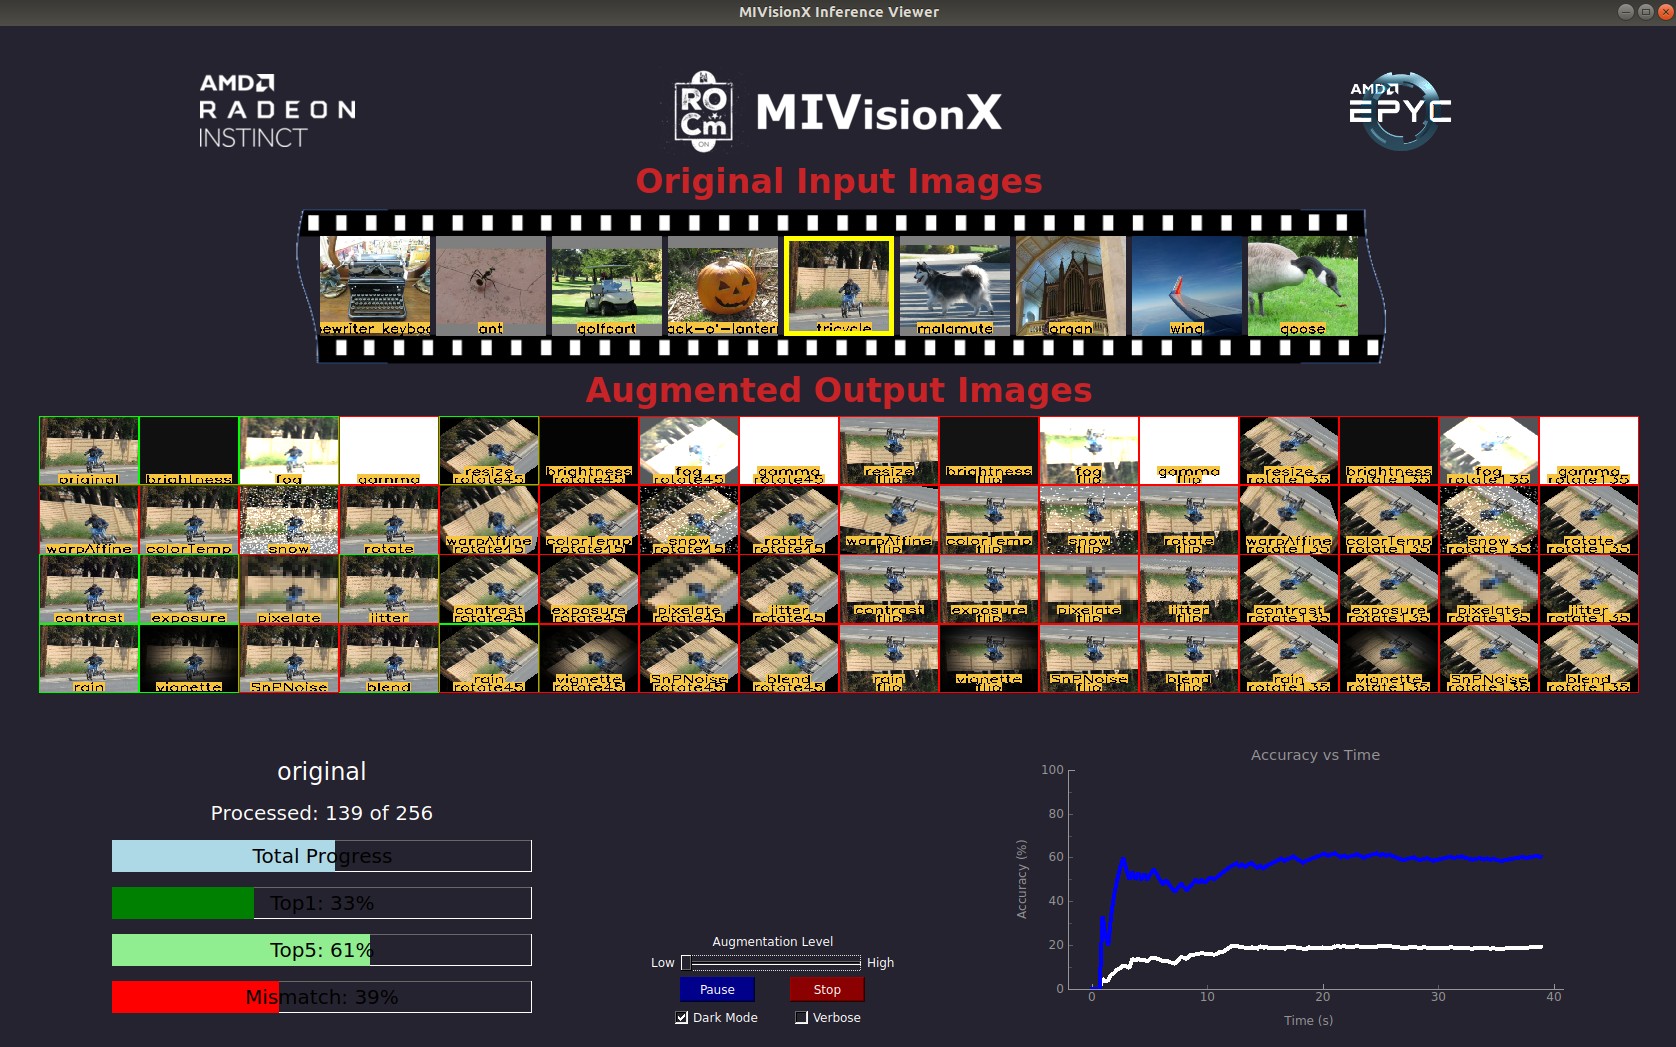 MIVisionX Inference Viewer
AMD
RADEON
INSTINCT
ROCm
ON
MIVisionX
AMD
EPYC
Original Input Images
ewriter keyboa ant golfcart ack-o'-lanter tricycle malamute organ wing goose
Augmented Output Images
original brightness fog gamma resize rotate45 brightness rotate45 fog rotate45 gamma rotate45 resize flip brightness flip fog flip gamma flip resize rotate135 brightness rotate135 fog rotate135 gamma rotate135
warpAffine colorTemp snow rotate warpAffine rotate45 colorTemp rotate45 snow rotate45 rotate rotate45 warpAffine flip colorTemp flip snow flip rotate flip warpAffine rotate135 colorTemp rotate135 snow rotate135 rotate rotate135
contrast exposure pixelate jitter contrast rotate45 exposure rotate45 pixelate rotate45 jitter rotate45 contrast flip exposure flip pixelate flip jitter flip contrast rotate135 exposure rotate135 pixelate rotate135 jitter rotate135
rain vignette SnPNoise blend rain rotate45 vignette rotate45 SnPNoise rotate45 blend rotate45 rain flip vignette flip SnPNoise flip blend flip rain rotate135 vignette rotate135 SnPNoise rotate135 blend rotate135
original
Processed: 139 of 256
Total Progress
Top1: 33%
Top5: 61%
Mismatch: 39%
Augmentation Level
Low High
Pause Stop
Dark Mode Verbose
Accuracy vs Time
100
80
60
40
20
0
Accuracy (%)
0 10 20 30 40
Time (s)